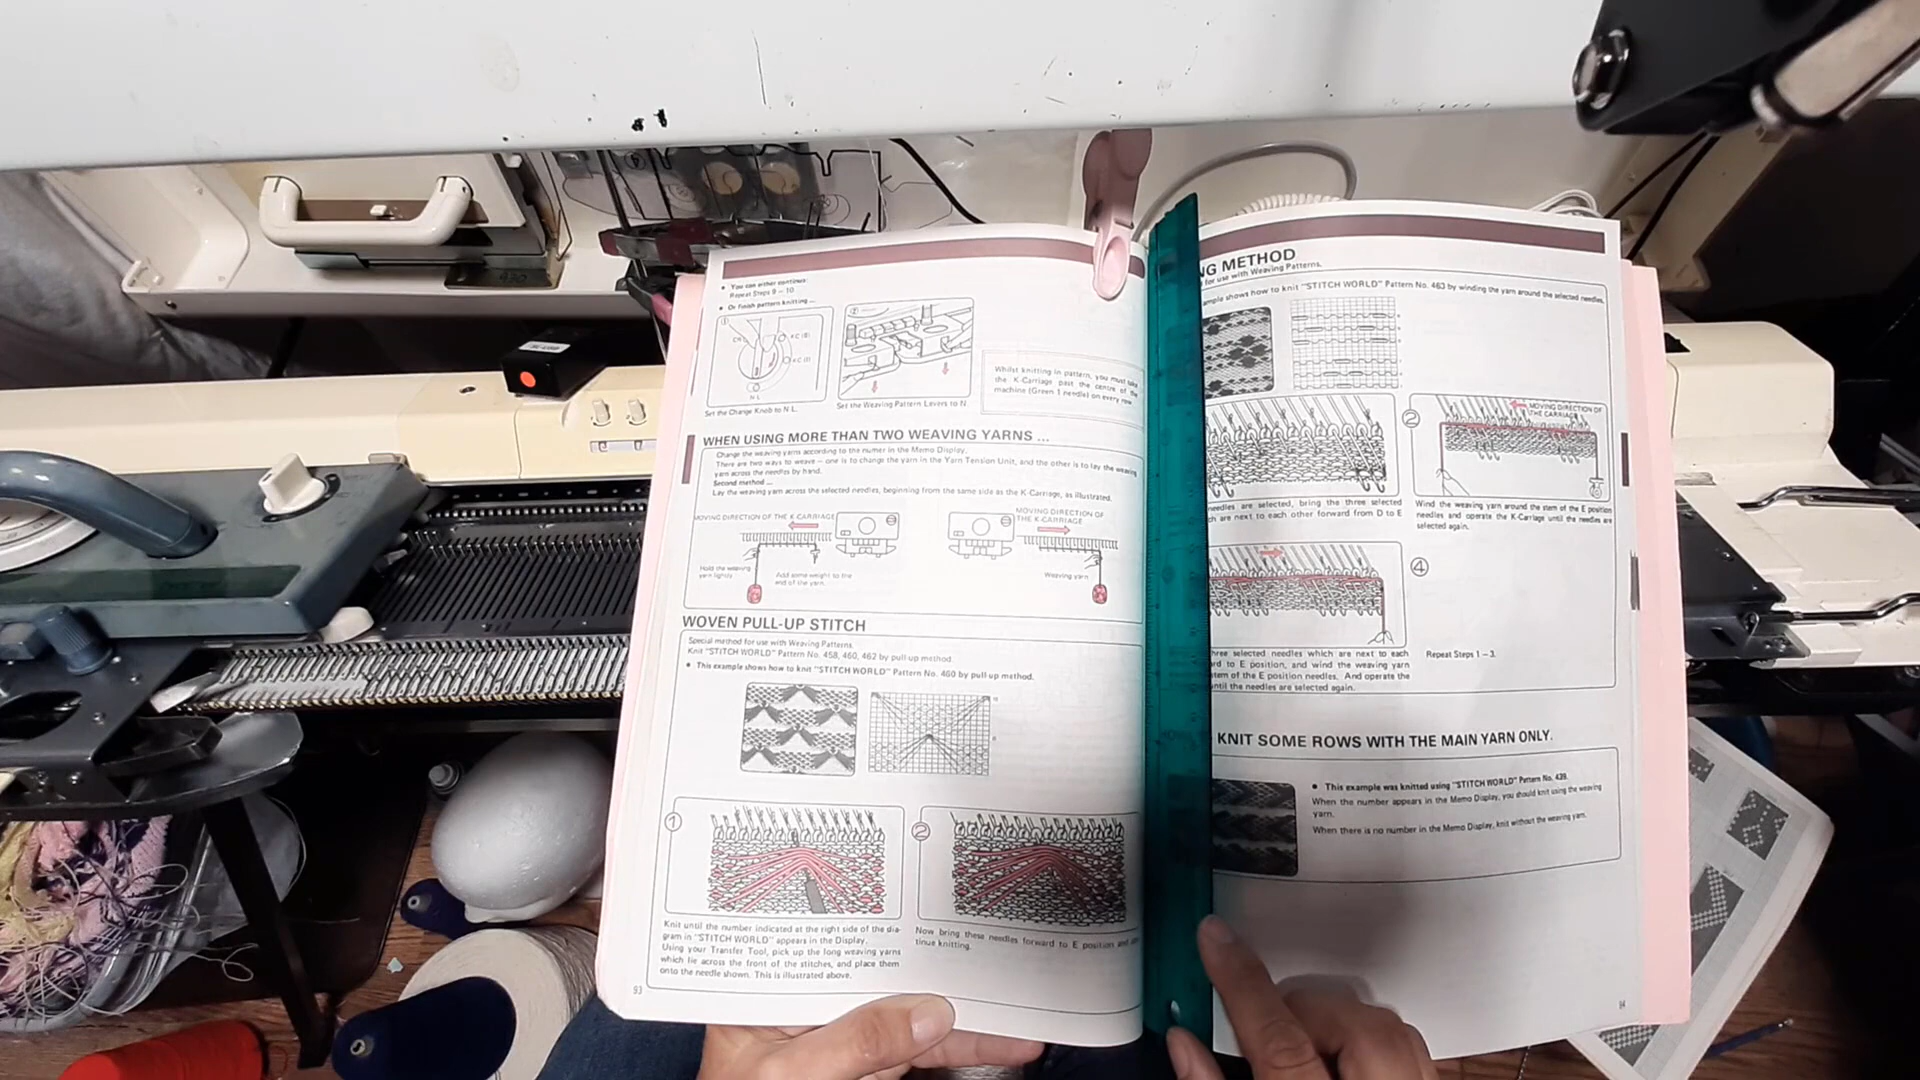 • You can either continue:
Repeat Steps 9 – 10.
• Or finish pattern knitting ...
①
KC (II)
KC (I)
N L
Set the Change Knob to N L.
②
Set the Weaving Pattern Levers to N.
Whilst knitting in pattern, you must take
the K-Carriage past the centre of the
machine (Green 1 needle) on every row.
WHEN USING MORE THAN TWO WEAVING YARNS ...
Change the weaving yarns according to the numer in the Memo Display.
There are two ways to weave – one is to change the yarn in the Yarn Tension Unit, and the other is to lay the weaving
yarn across the needles by hand.
Second method ...
Lay the weaving yarn across the selected needles, beginning from the same side as the K-Carriage, as illustrated.
MOVING DIRECTION OF THE K CARRIAGE
Hold the weaving
yarn lightly
Add some weight to the
end of the yarn.
MOVING DIRECTION OF
THE K-CARRIAGE
Weaving yarn
WOVEN PULL-UP STITCH
Special method for use with Weaving Patterns.
Knit "STITCH WORLD" Pattern No. 458, 460, 462 by pull up method.
• This example shows how to knit "STITCH WORLD" Pattern No. 460 by pull up method.
①
Knit until the number indicated at the right side of the dia-
gram in "STITCH WORLD" appears in the Display.
Using your Transfer Tool, pick up the long weaving yarns
which lie across the front of the stitches, and place them
onto the needle shown. This is illustrated above.
②
Now bring these needles forward to E position and
tinue knitting.
93
NG METHOD
for use with Weaving Patterns.
ample shows how to knit "STITCH WORLD" Pattern No. 463 by winding the yarn around the selected needles.
needles are selected, bring the three selected
ch are next to each other forward from D to E
②
MOVING DIRECTION OF
THE CARRIAGE
Wind the weaving yarn around the stem of the E position
needles and operate the K-Carriage until the needles are
selected again.
hree selected needles which are next to each
rd to E position, and wind the weaving yarn
tem of the E position needles. And operate the
until the needles are selected again.
④
Repeat Steps 1 – 3.
KNIT SOME ROWS WITH THE MAIN YARN ONLY.
• This example was knitted using "STITCH WORLD" Pattern No. 439.
When the number appears in the Memo Display, you should knit using the weaving
yarn.
When there is no number in the Memo Display, knit without the weaving yarn.